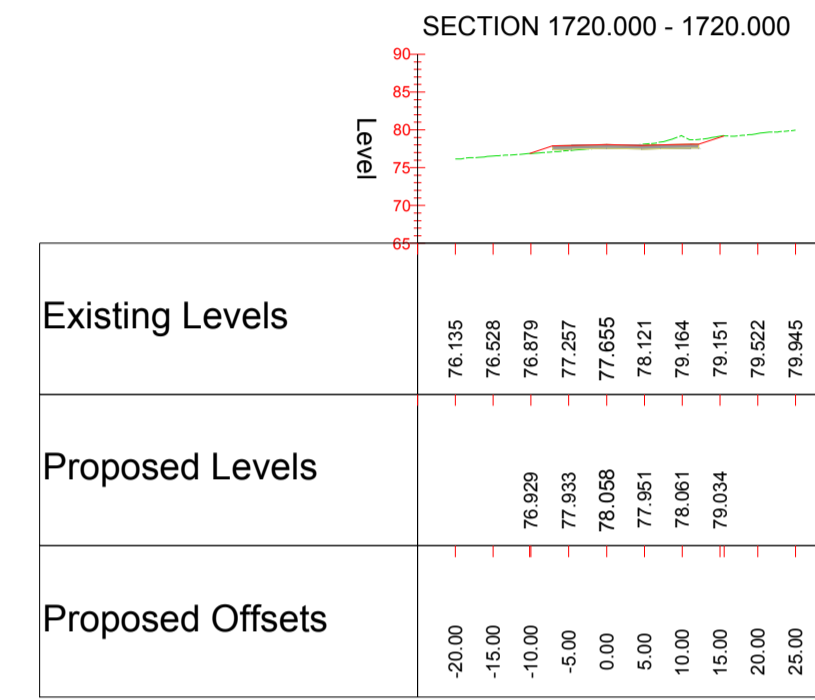 SECTION 1720.000 - 1720.000
90
85
80
75
70
65
Level
Existing Levels
76.135 76.528 76.879 77.257 77.655 78.121 79.164 79.151 79.522 79.945
Proposed Levels
76.929 77.933 78.058 77.951 78.061 79.034
Proposed Offsets
-20.00 -15.00 -10.00 -5.00 0.00 5.00 10.00 15.00 20.00 25.00